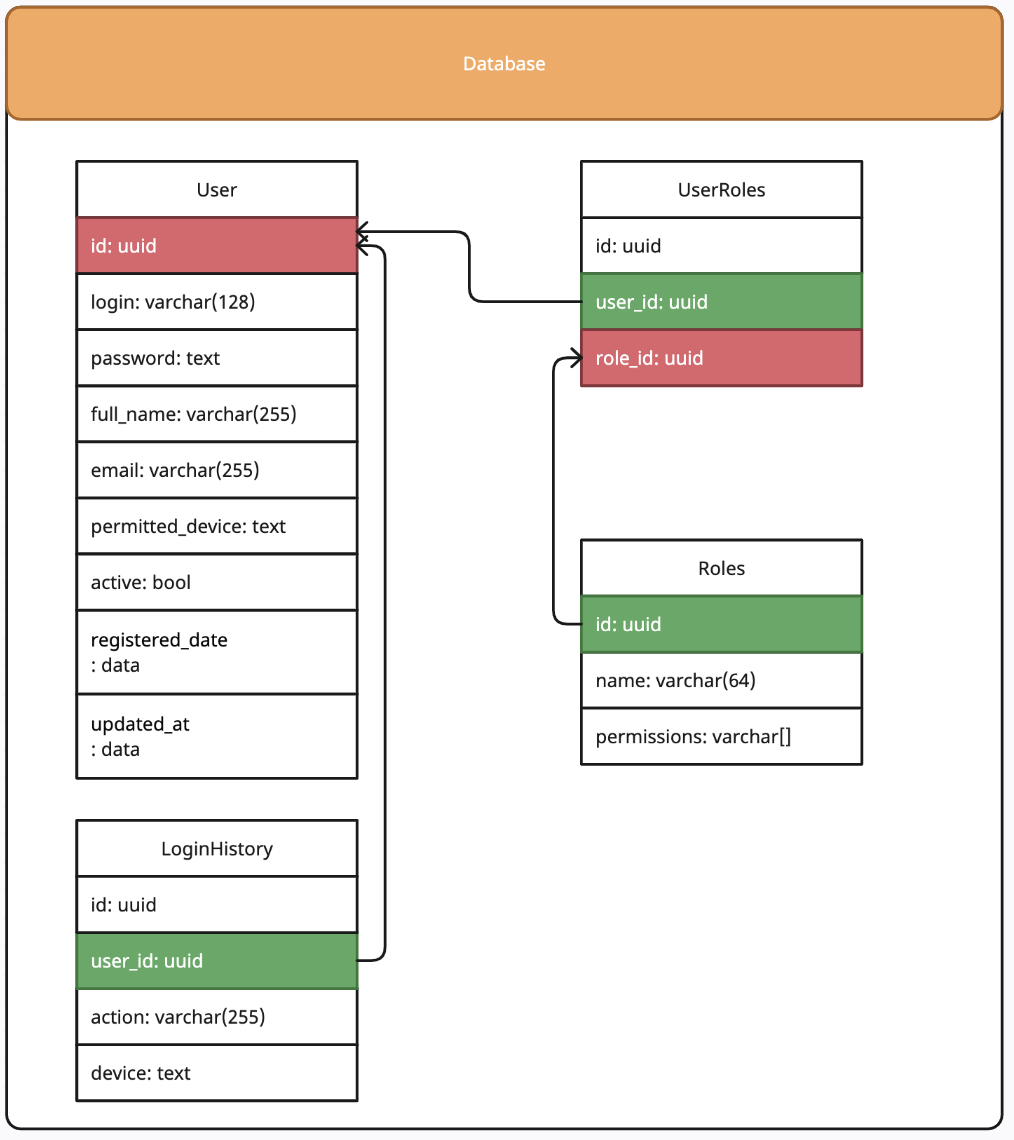 Database
User
id: uuid
login: varchar(128)
password: text
full_name: varchar(255)
email: varchar(255)
permitted_device: text
active: bool
registered_date
: data
updated_at
: data
LoginHistory
id: uuid
user_id: uuid
action: varchar(255)
device: text
UserRoles
id: uuid
user_id: uuid
role_id: uuid
Roles
id: uuid
name: varchar(64)
permissions: varchar[]